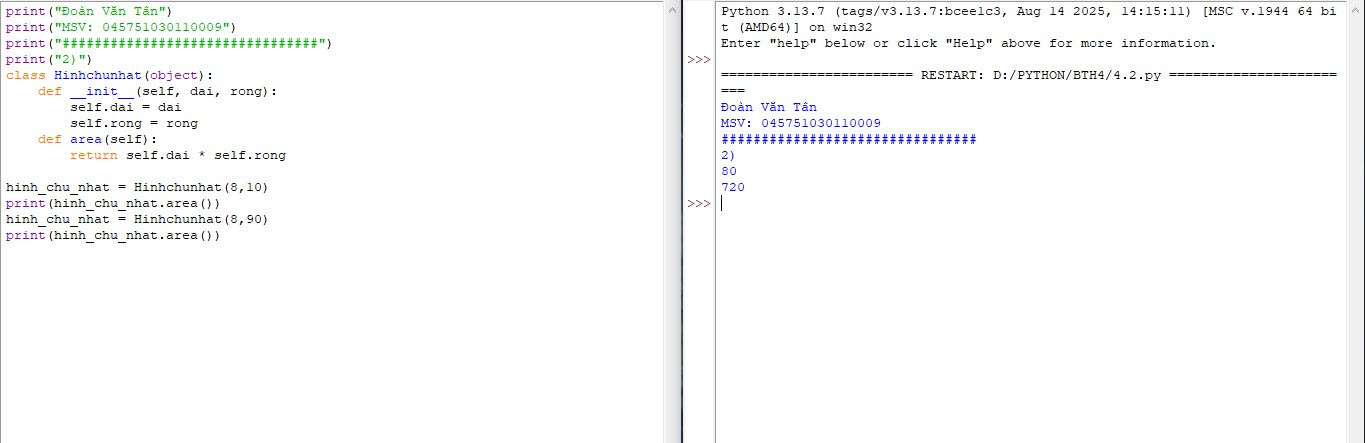 print("Đoàn Văn Tân")
print("MSV: 045751030110009")
print("################################")
print("2)")
class Hinhchunhat(object):
    def __init__(self, dai, rong):
        self.dai = dai
        self.rong = rong
    def area(self):
        return self.dai * self.rong

hinh_chu_nhat = Hinhchunhat(8,10)
print(hinh_chu_nhat.area())
hinh_chu_nhat = Hinhchunhat(8,90)
print(hinh_chu_nhat.area())
Python 3.13.7 (tags/v3.13.7:bcee1c3, Aug 14 2025, 14:15:11) [MSC v.1944 64 bi
t (AMD64)] on win32
Enter "help" below or click "Help" above for more information.
>>>
======================== RESTART: D:/PYTHON/BTH4/4.2.py =====================
===
Đoàn Văn Tân
MSV: 045751030110009
################################
2)
80
720
>>>